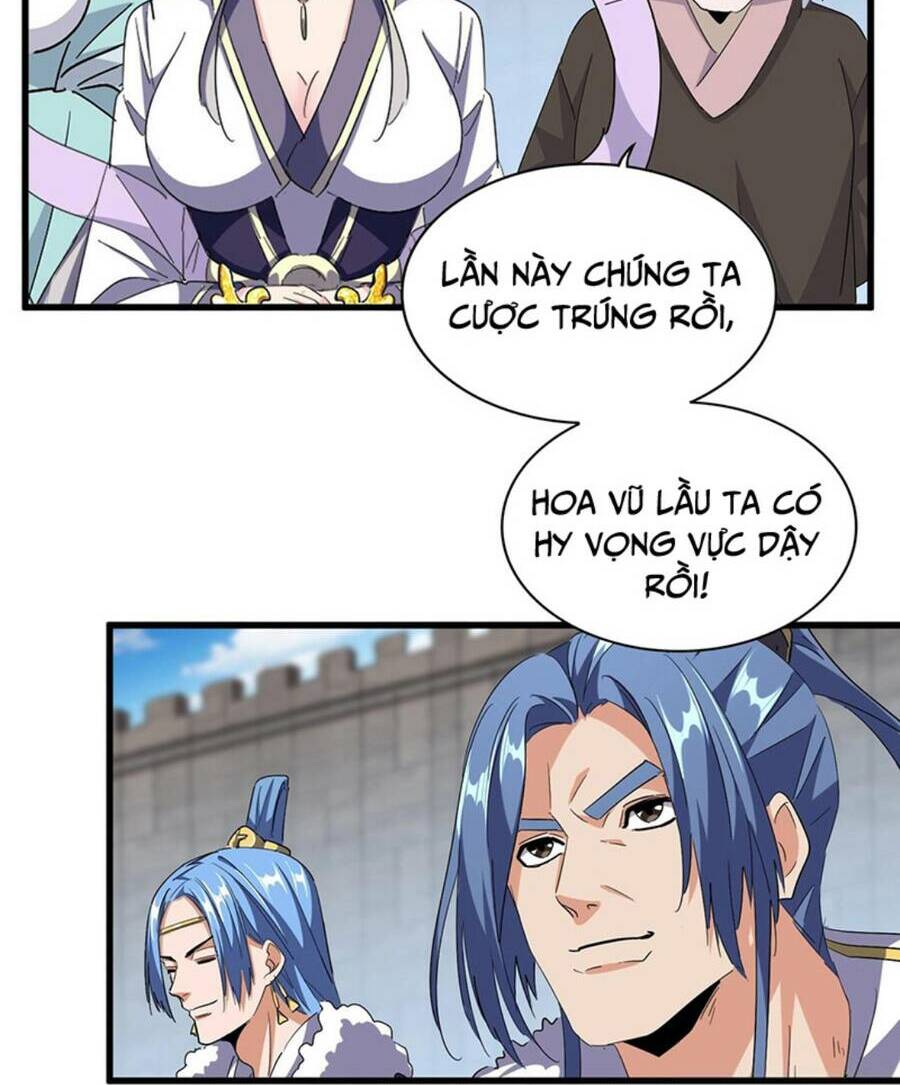 LẦN NÀY CHÚNG TA
CƯỢC TRÚNG RỒI,
HOA VŨ LẦU TA CÓ
HY VỌNG VỰC DẬY
RỒI!